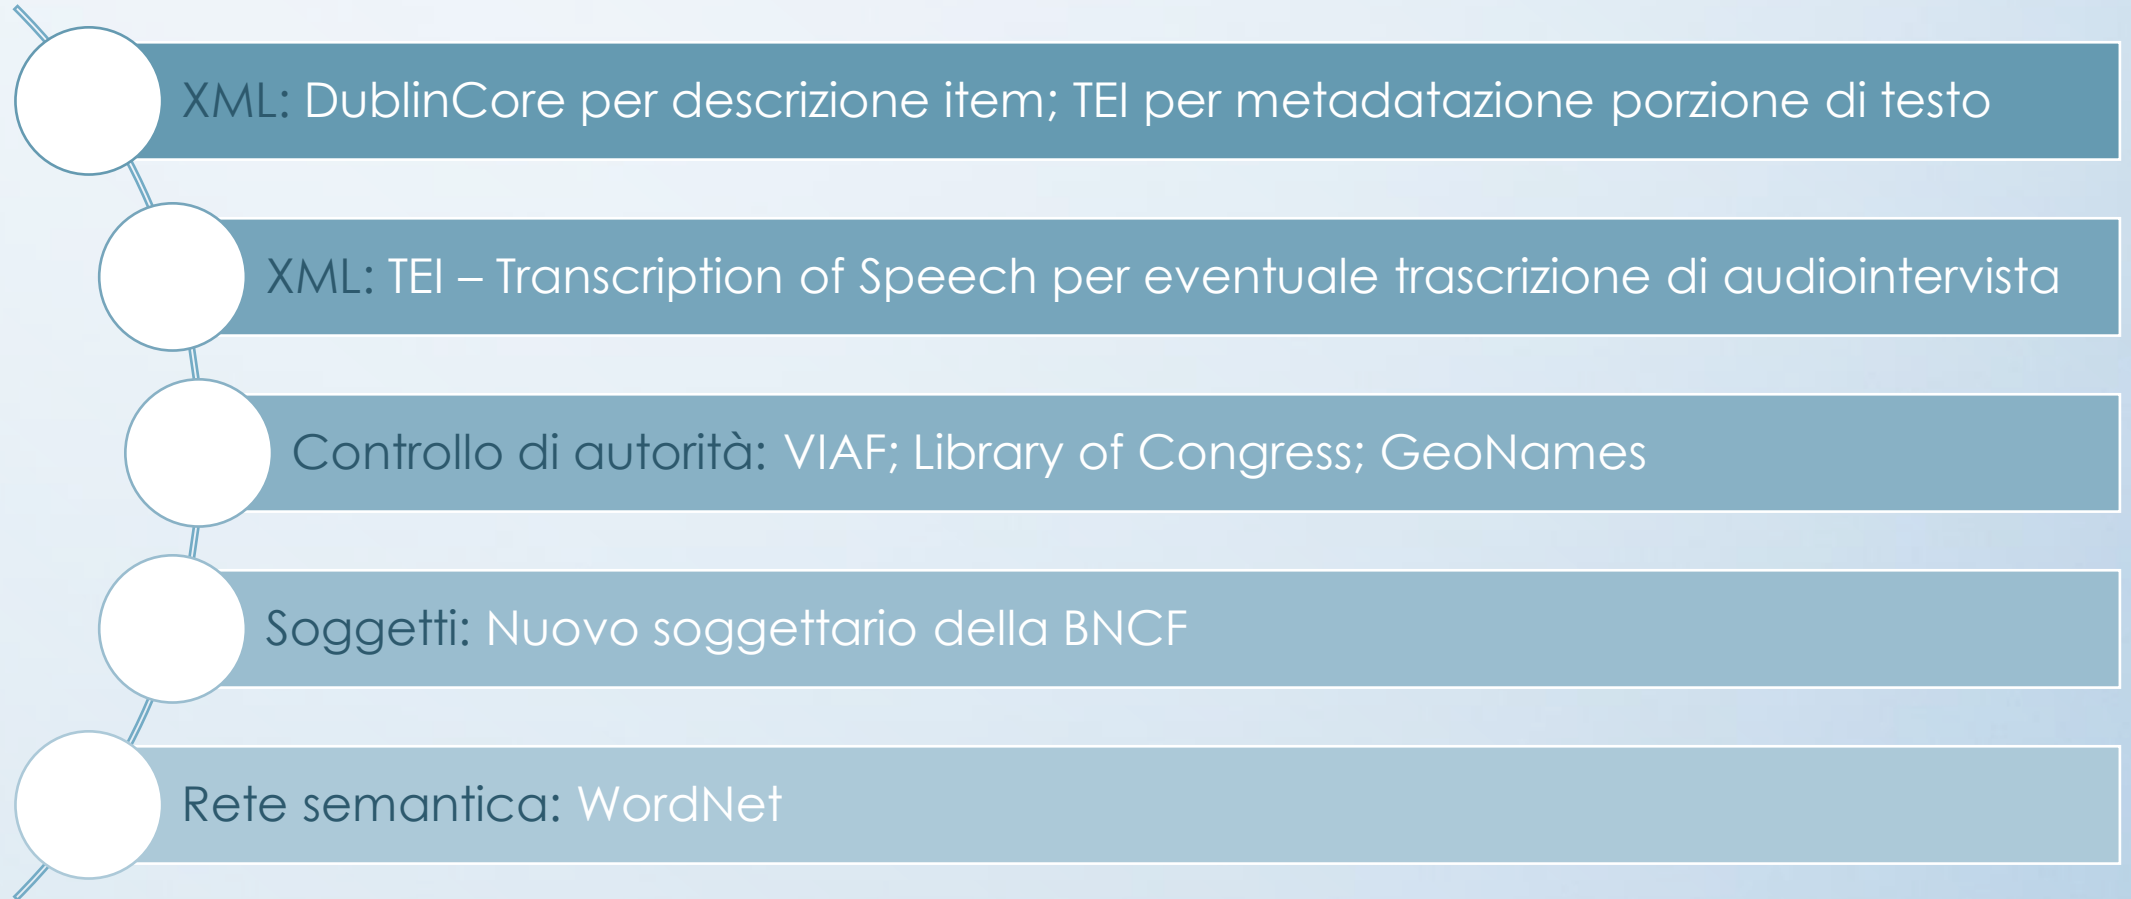 XML: DublinCore per descrizione item; TEI per metadatazione porzione di testo
XML: TEI – Transcription of Speech per eventuale trascrizione di audiointervista
Controllo di autorità: VIAF; Library of Congress; GeoNames
Soggetti: Nuovo soggettario della BNCF
Rete semantica: WordNet